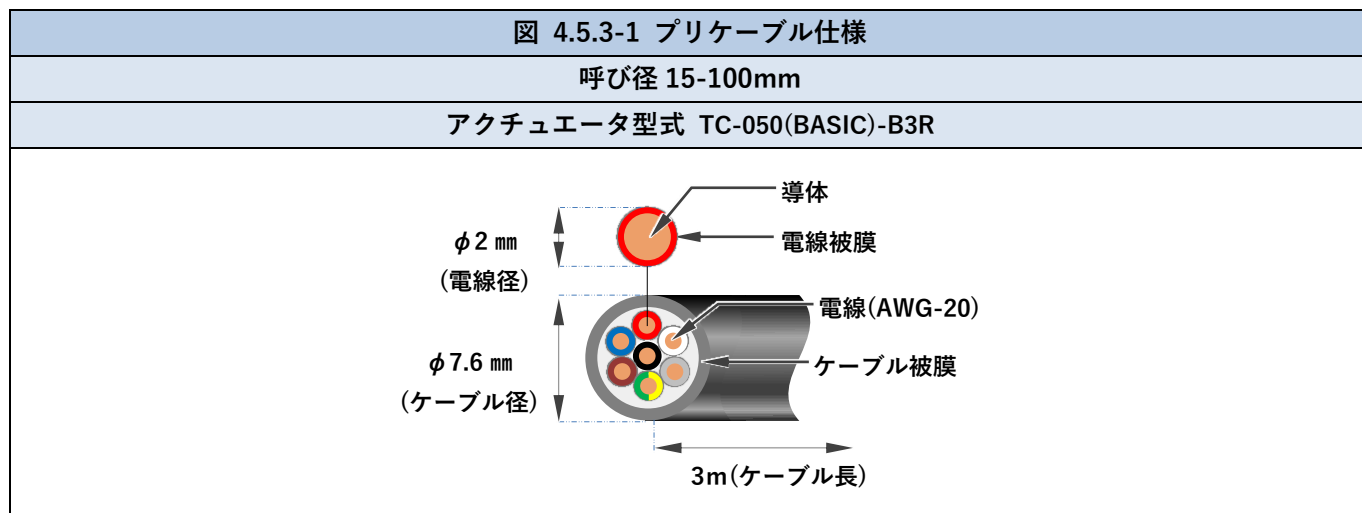 図 4.5.3-1 プリケーブル仕様
呼び径 15-100mm
アクチュエータ型式 TC-050(BASIC)-B3R
導体
φ2 ㎜
(電線径)
電線被膜
電線(AWG-20)
φ7.6 ㎜
(ケーブル径)
ケーブル被膜
3m(ケーブル長)